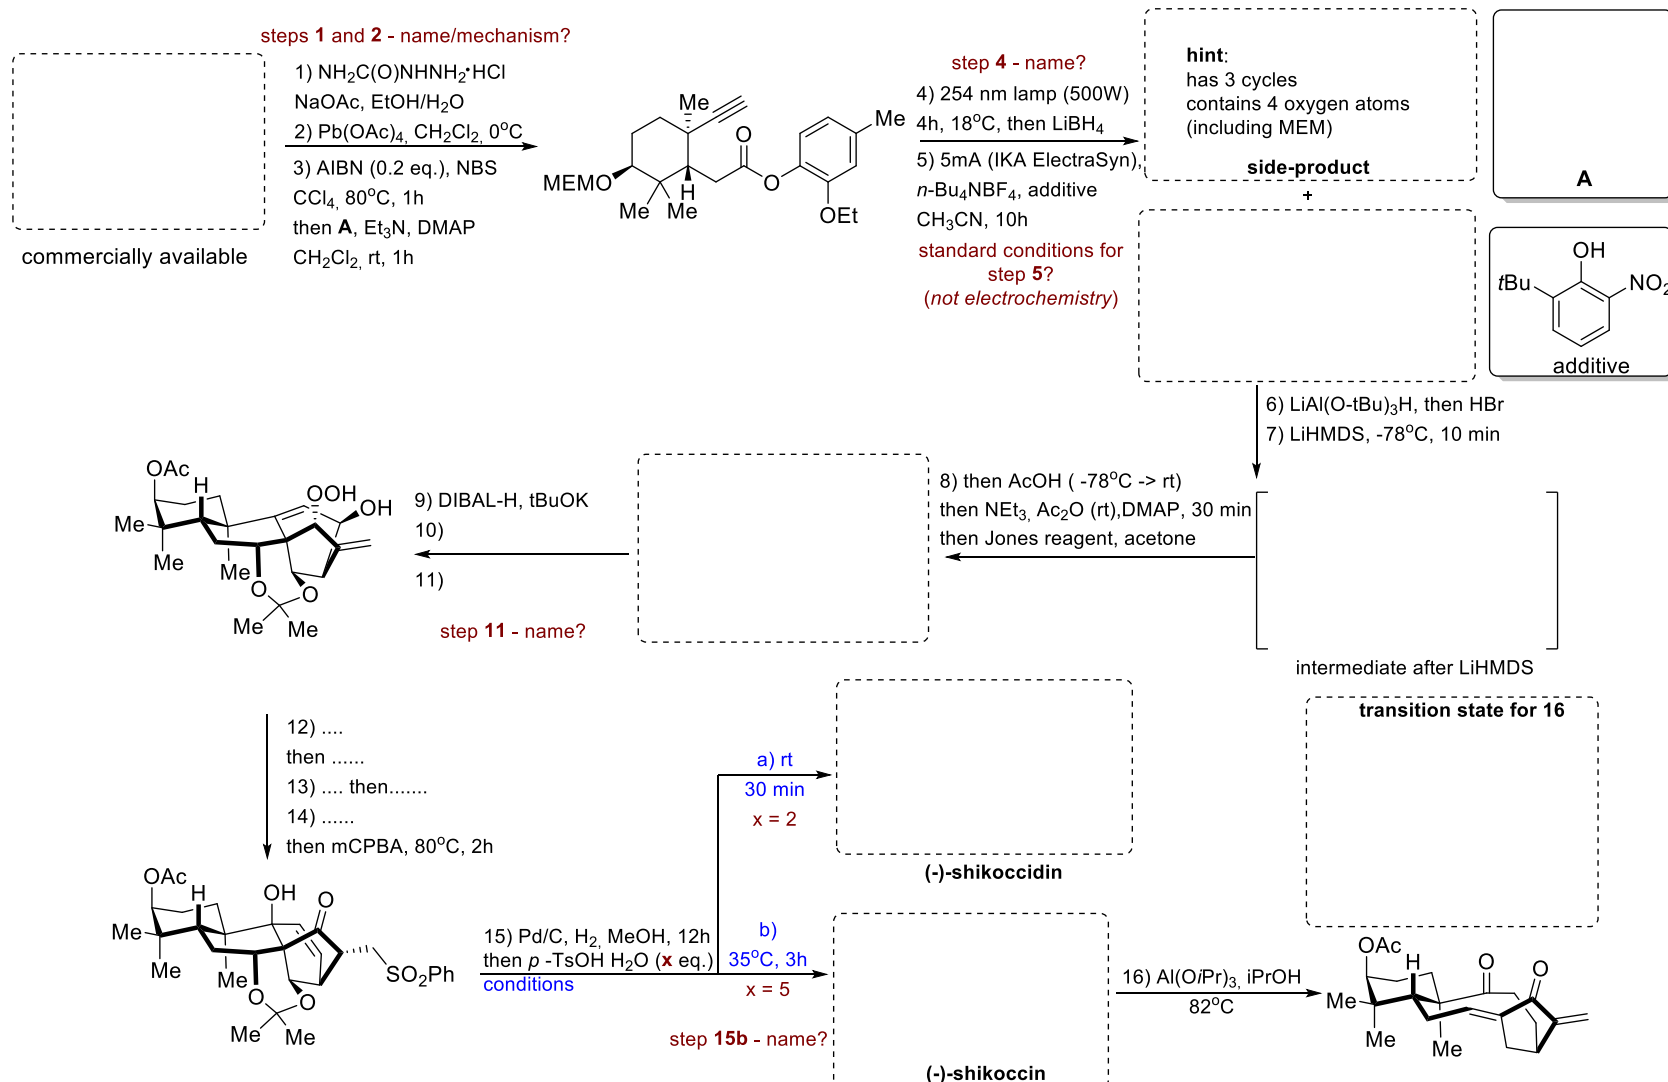 steps 1 and 2 - name/mechanism?
1) NH2C(O)NHNH2•HCl
NaOAc, EtOH/H2O
2) Pb(OAc)4, CH2Cl2, 0°C
3) AIBN (0.2 eq.), NBS
CCl4, 80°C, 1h
then A, Et3N, DMAP
CH2Cl2, rt, 1h
commercially available
Me
O
Me
MEMO
H
O
OEt
Me
Me
step 4 - name?
4) 254 nm lamp (500W)
4h, 18°C, then LiBH4
5) 5mA (IKA ElectraSyn),
n-Bu4NBF4, additive
CH3CN, 10h
standard conditions for
step 5?
(not electrochemistry)
hint:
has 3 cycles
contains 4 oxygen atoms
(including MEM)
side-product
+
A
OH
tBu
NO2
additive
6) LiAl(O-tBu)3H, then HBr
7) LiHMDS, -78°C, 10 min
intermediate after LiHMDS
8) then AcOH ( -78°C -> rt)
then NEt3, Ac2O (rt),DMAP, 30 min
then Jones reagent, acetone
9) DIBAL-H, tBuOK
10)
11)
step 11 - name?
OAc
H
OOH
OH
Me
Me
Me
O
O
Me
Me
12) ....
then ......
13) .... then.......
14) ......
then mCPBA, 80°C, 2h
OAc
H
OH
O
Me
Me
Me
SO2Ph
O
O
Me
Me
15) Pd/C, H2, MeOH, 12h
then p -TsOH H2O (x eq.)
conditions
a) rt
30 min
x = 2
(-)-shikoccidin
b)
35°C, 3h
x = 5
step 15b - name?
(-)-shikoccin
16) Al(OiPr)3, iPrOH
82°C
transition state for 16
OAc
H
O
O
Me
Me
Me